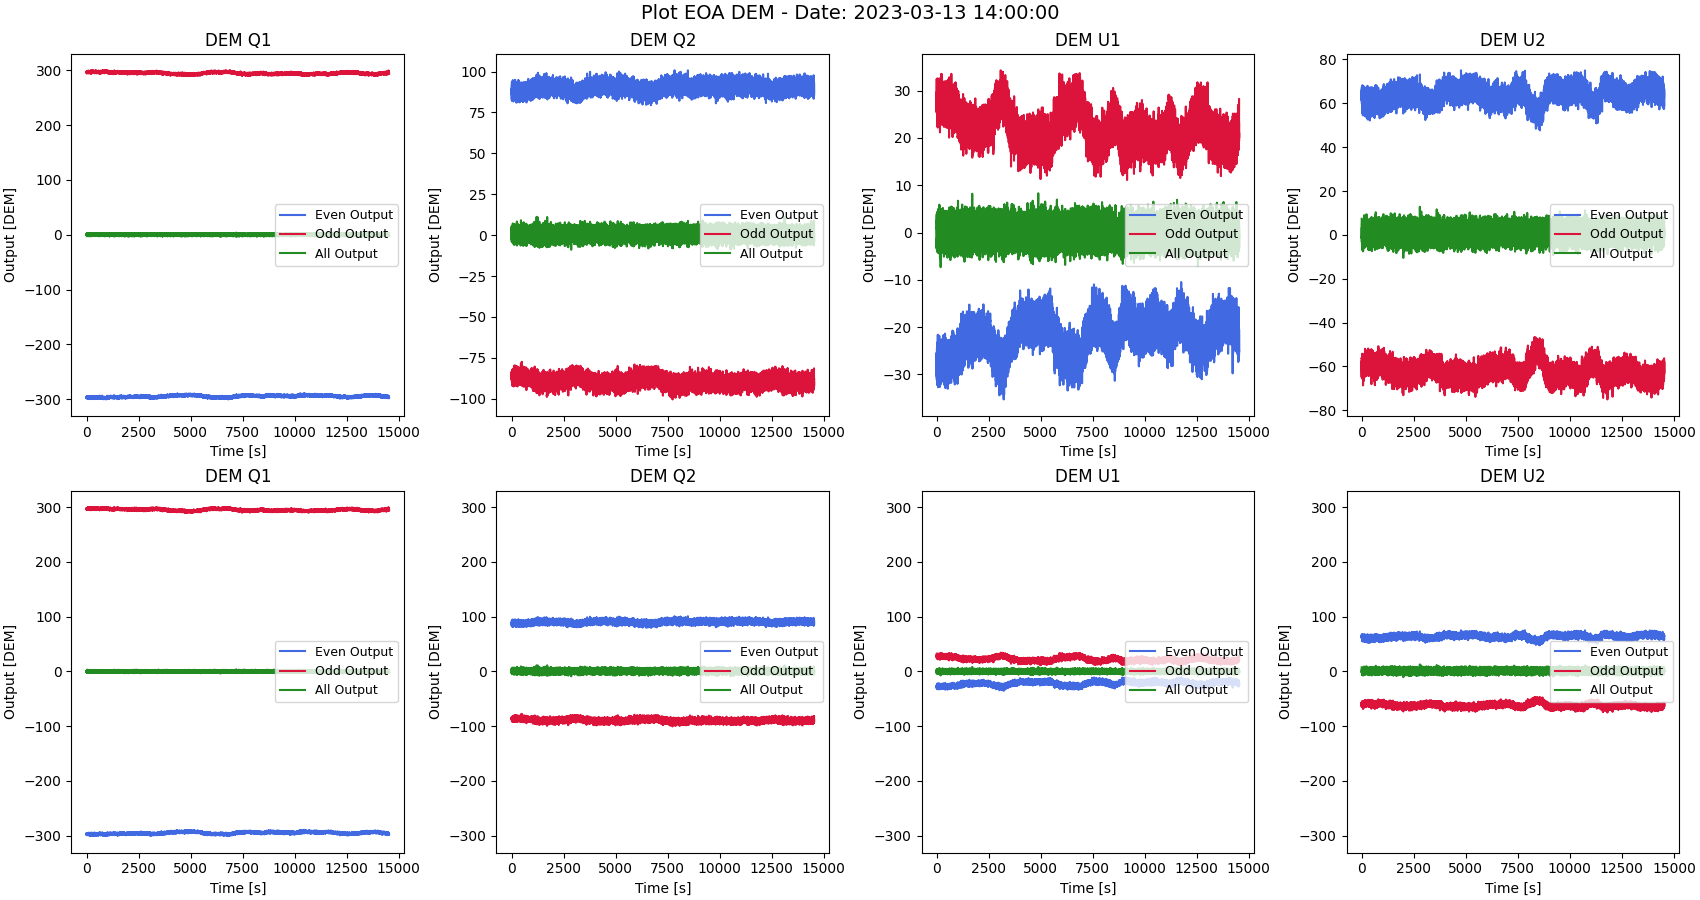 Plot EOA DEM - Date: 2023-03-13 14:00:00
DEM Q1
Output [DEM]
300
200
100
0
−100
−200
−300
Even Output
Odd Output
All Output
0 2500 5000 7500 10000 12500 15000
Time [s]
DEM Q2
Output [DEM]
100
75
50
25
0
−25
−50
−75
−100
Even Output
Odd Output
All Output
0 2500 5000 7500 10000 12500 15000
Time [s]
DEM U1
Output [DEM]
30
20
10
0
−10
−20
−30
Even Output
Odd Output
All Output
0 2500 5000 7500 10000 12500 15000
Time [s]
DEM U2
Output [DEM]
80
60
40
20
0
−20
−40
−60
−80
Even Output
Odd Output
All Output
0 2500 5000 7500 10000 12500 15000
Time [s]
DEM Q1
Output [DEM]
300
200
100
0
−100
−200
−300
Even Output
Odd Output
All Output
0 2500 5000 7500 10000 12500 15000
Time [s]
DEM Q2
Output [DEM]
300
200
100
0
−100
−200
−300
Even Output
Odd Output
All Output
0 2500 5000 7500 10000 12500 15000
Time [s]
DEM U1
Output [DEM]
300
200
100
0
−100
−200
−300
Even Output
Odd Output
All Output
0 2500 5000 7500 10000 12500 15000
Time [s]
DEM U2
Output [DEM]
300
200
100
0
−100
−200
−300
Even Output
Odd Output
All Output
0 2500 5000 7500 10000 12500 15000
Time [s]